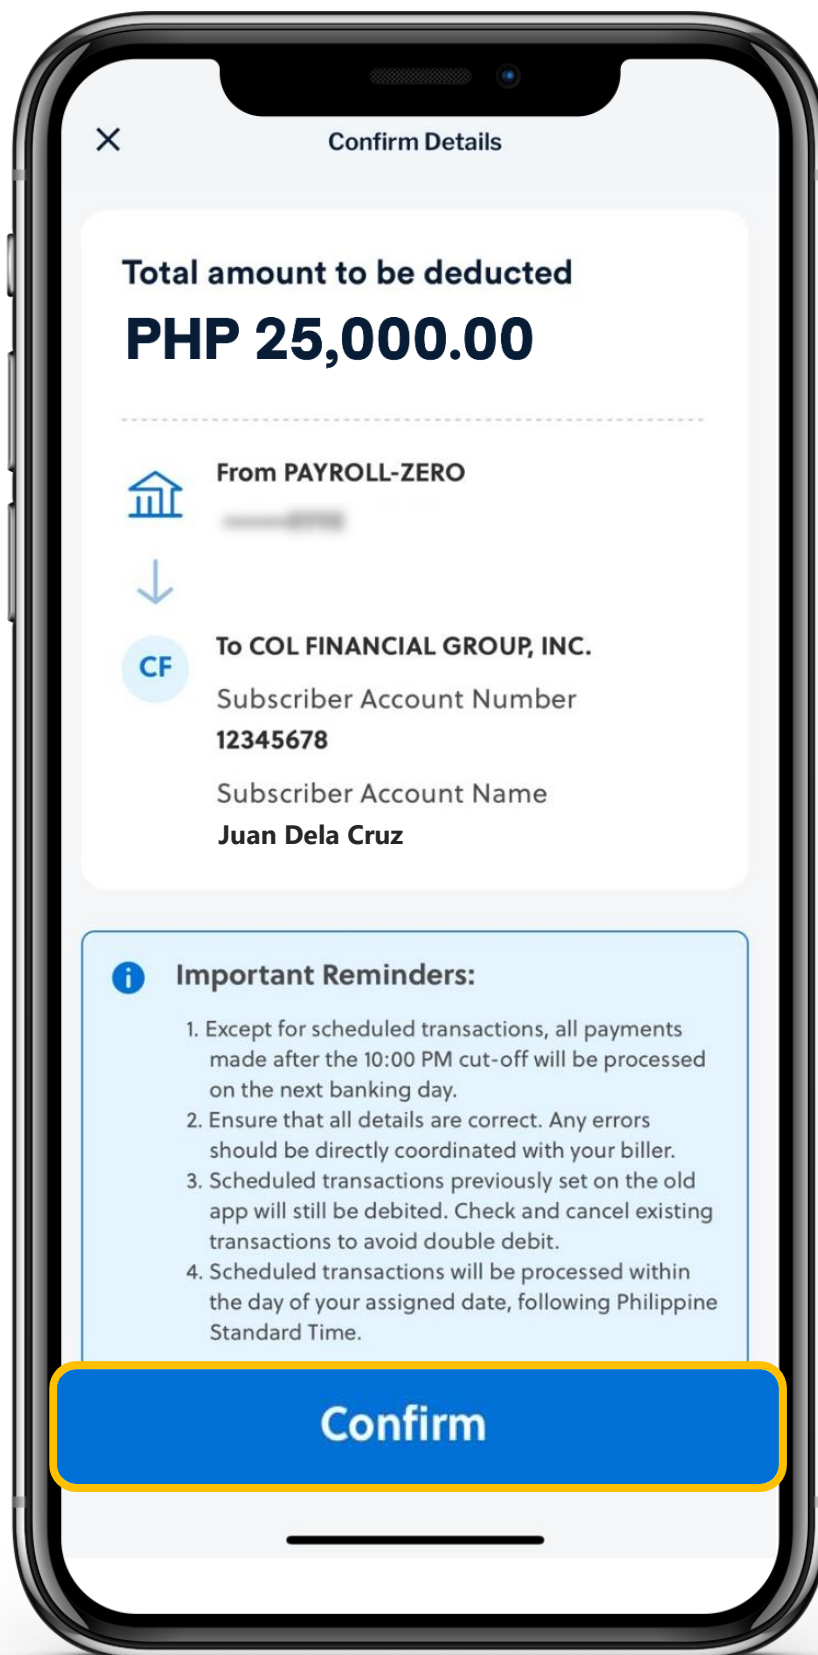 Confirm Details
Total amount to be deducted
PHP 25,000.00
From PAYROLL-ZERO
To COL FINANCIAL GROUP, INC.
CF
Subscriber Account Number
12345678
Subscriber Account Name
Juan Dela Cruz
Important Reminders:
1. Except for scheduled transactions, all payments
made after the 10:00 PM cut-off will be processed
on the next banking day.
2. Ensure that all details are correct. Any errors
should be directly coordinated with your biller.
3. Scheduled transactions previously set on the old
app will still be debited. Check and cancel existing
transactions to avoid double debit.
4. Scheduled transactions will be processed within
the day of your assigned date, following Philippine
Standard Time.
Confirm